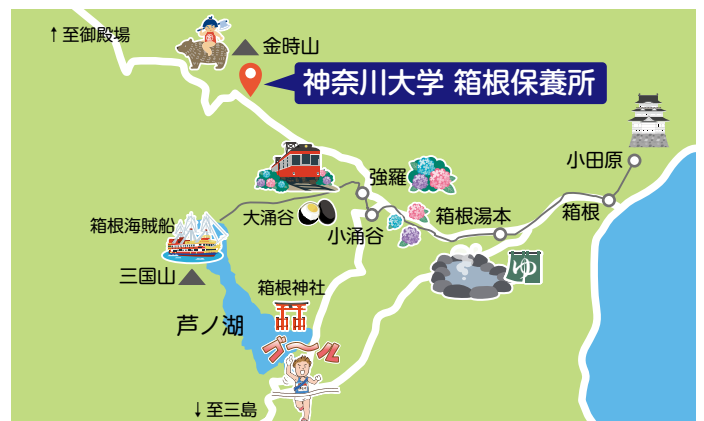 ↑至御殿場
金時山
神奈川大学 箱根保養所
小田原
強羅
大涌谷
小涌谷
箱根湯本
箱根
箱根海賊船
ゆ
三国山
箱根神社
芦ノ湖
ゴ〜ル
↓至三島